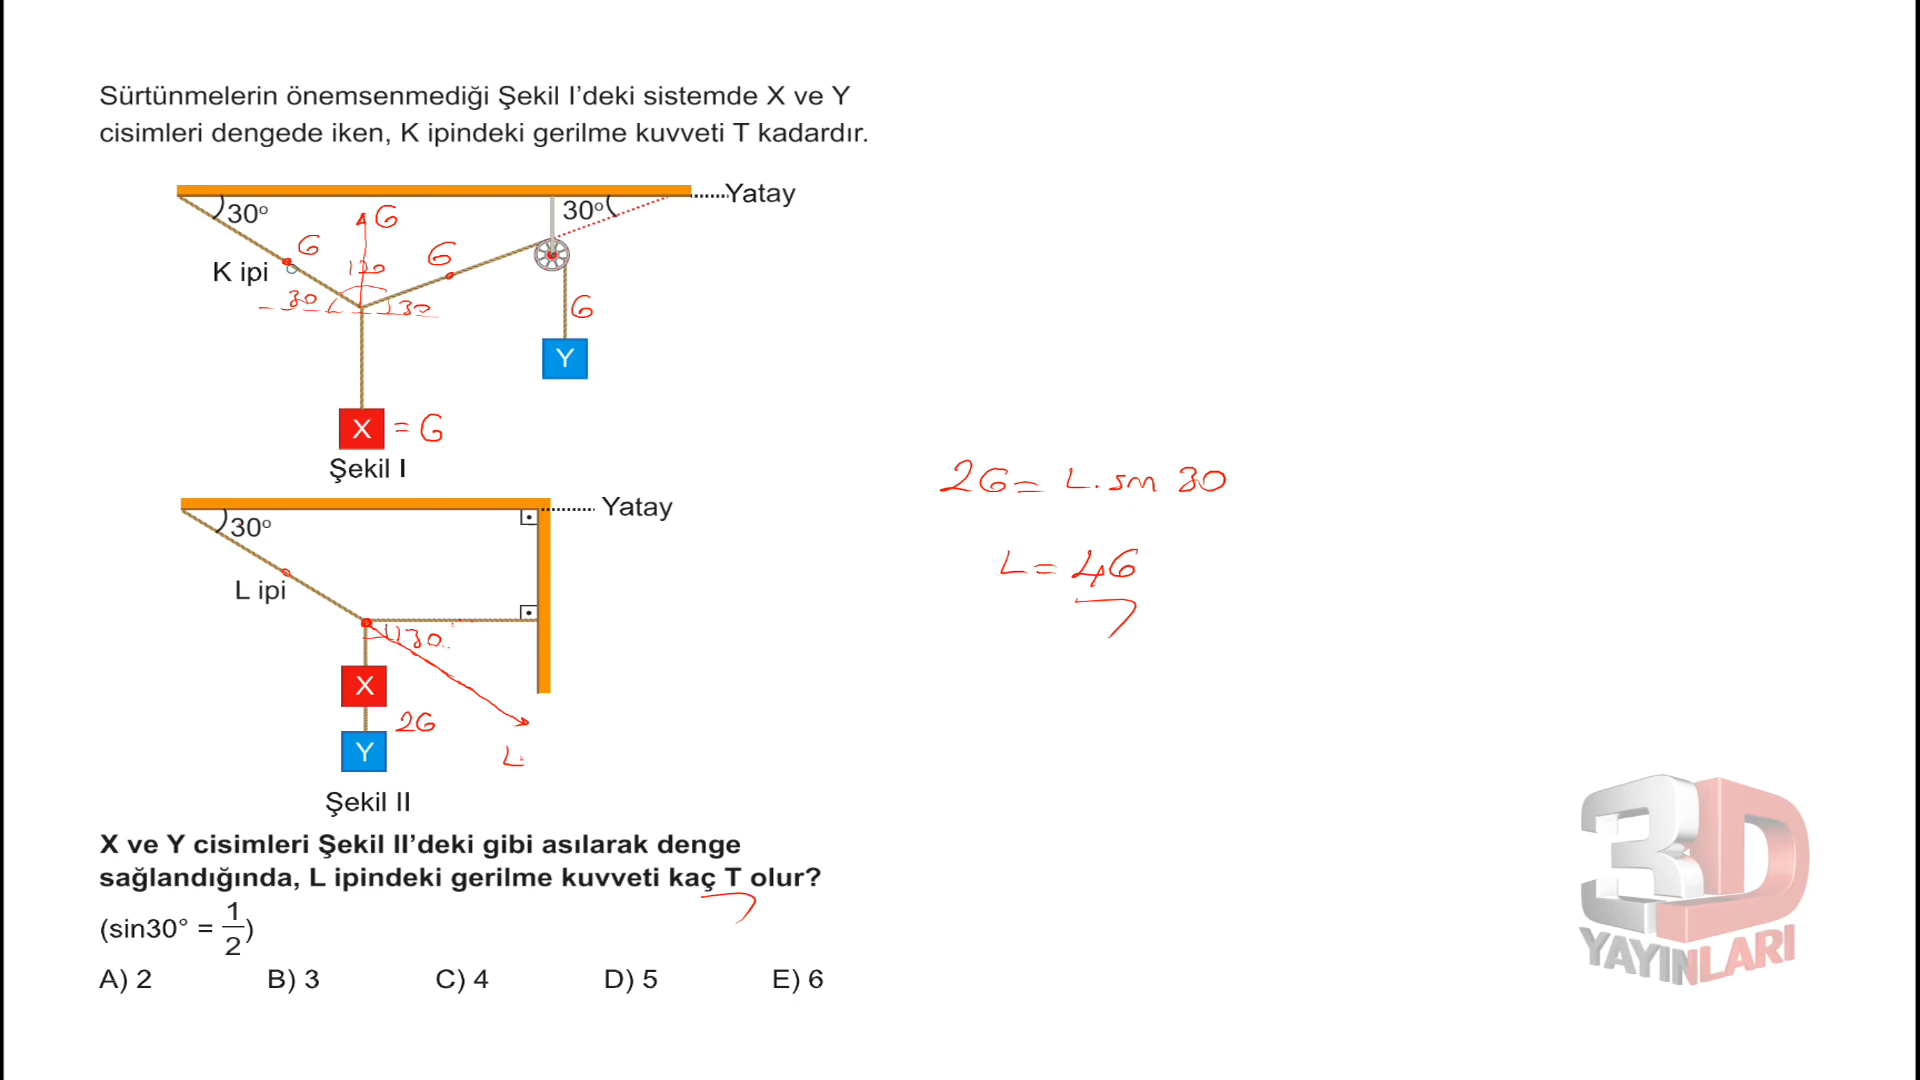 Sürtünmelerin önemsenmediği Şekil I'deki sistemde X ve Y
cisimleri dengede iken, K ipindeki gerilme kuvveti T kadardır.
Yatay
30°
30°
G
G
G
K ipi
120
30
30
G
Y
X = G
Şekil I
2G = L. sin 30
Yatay
30°
L = 4G
L ipi
30
X
2G
Y
L
Şekil II
X ve Y cisimleri Şekil II'deki gibi asılarak denge
sağlandığında, L ipindeki gerilme kuvveti kaç T olur?
(sin30° = 1/2)
A) 2 B) 3 C) 4 D) 5 E) 6
3D
YAYINLARI